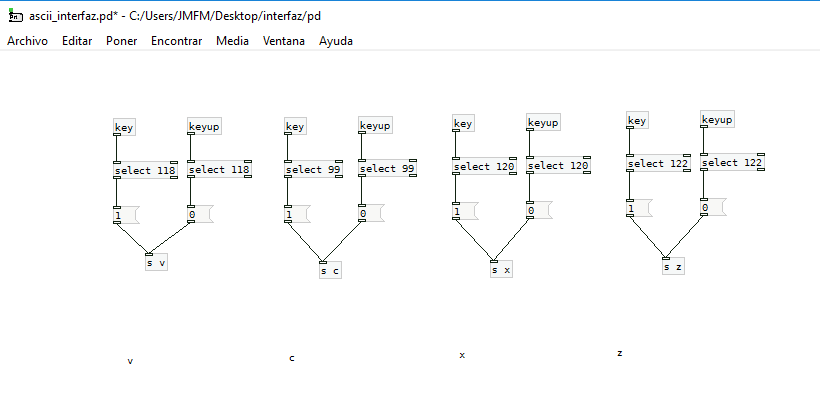 ascii_interfaz.pd* - C:/Users/JMFM/Desktop/interfaz/pd
Archivo Editar Poner Encontrar Media Ventana Ayuda
key keyup key keyup key keyup key keyup
select 118 select 118 select 99 select 99 select 120 select 120 select 122 select 122
1 0 1 0 1 0 1 0
s v s c s x s z
v c x z